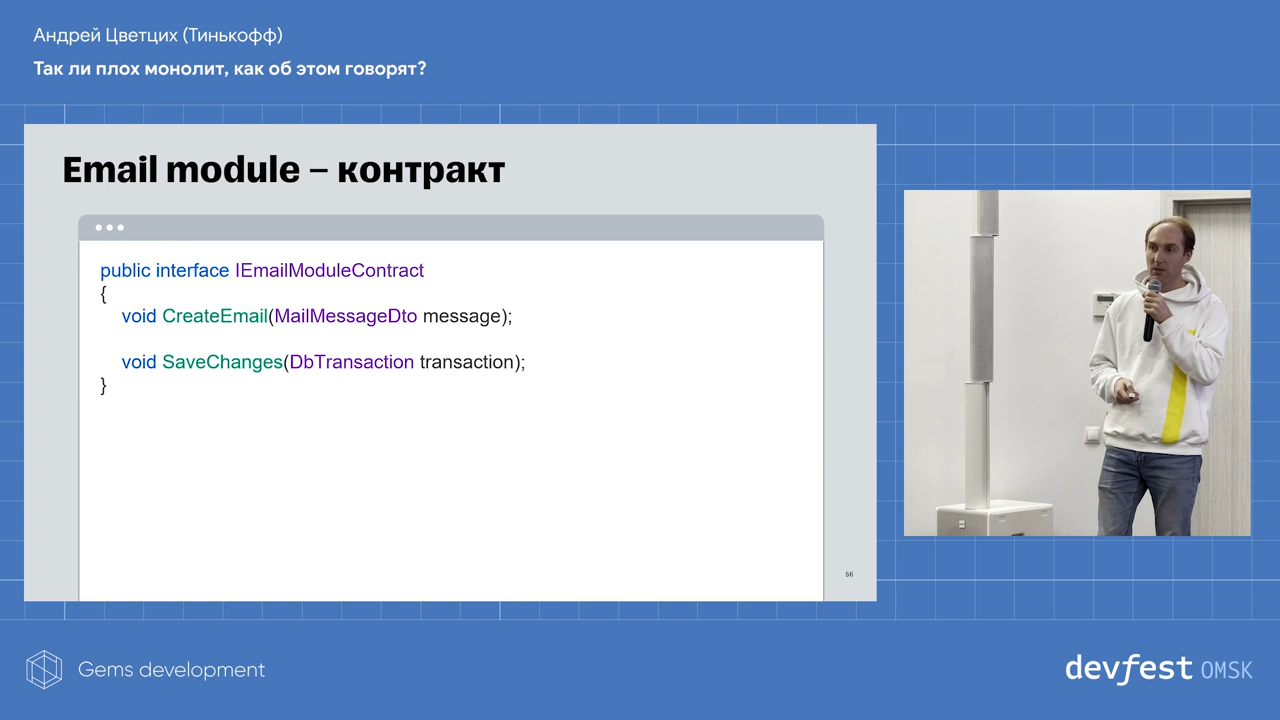 Андрей Цветцих (Тинькофф)
Так ли плох монолит, как об этом говорят?
Email module – контракт
public interface IEmailModuleContract
{
void CreateEmail(MailMessageDto message);
void SaveChanges(DbTransaction transaction);
}
56
Gems development
devfest OMSK